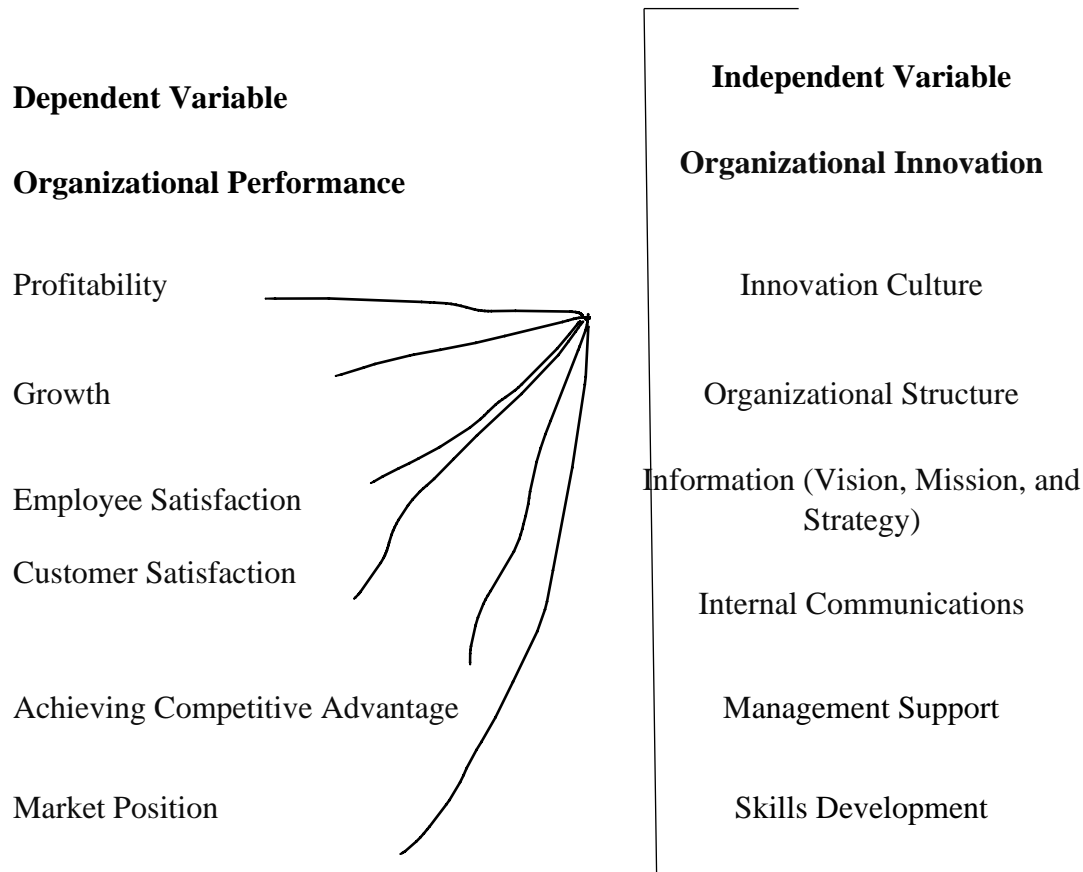 Dependent Variable
Organizational Performance
Profitability
Growth
Employee Satisfaction
Customer Satisfaction
Achieving Competitive Advantage
Market Position
Independent Variable
Organizational Innovation
Innovation Culture
Organizational Structure
Information (Vision, Mission, and
Strategy)
Internal Communications
Management Support
Skills Development